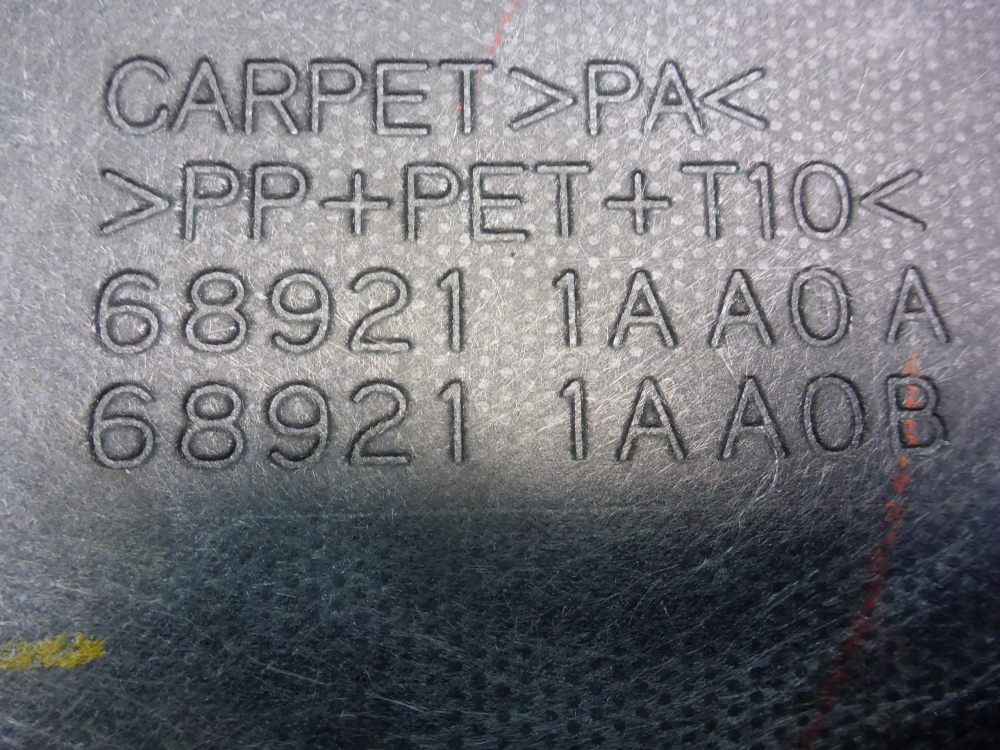 CARPET>PA<
>PP+PET+T10<
68921 1AA0A
68921 1AA0B